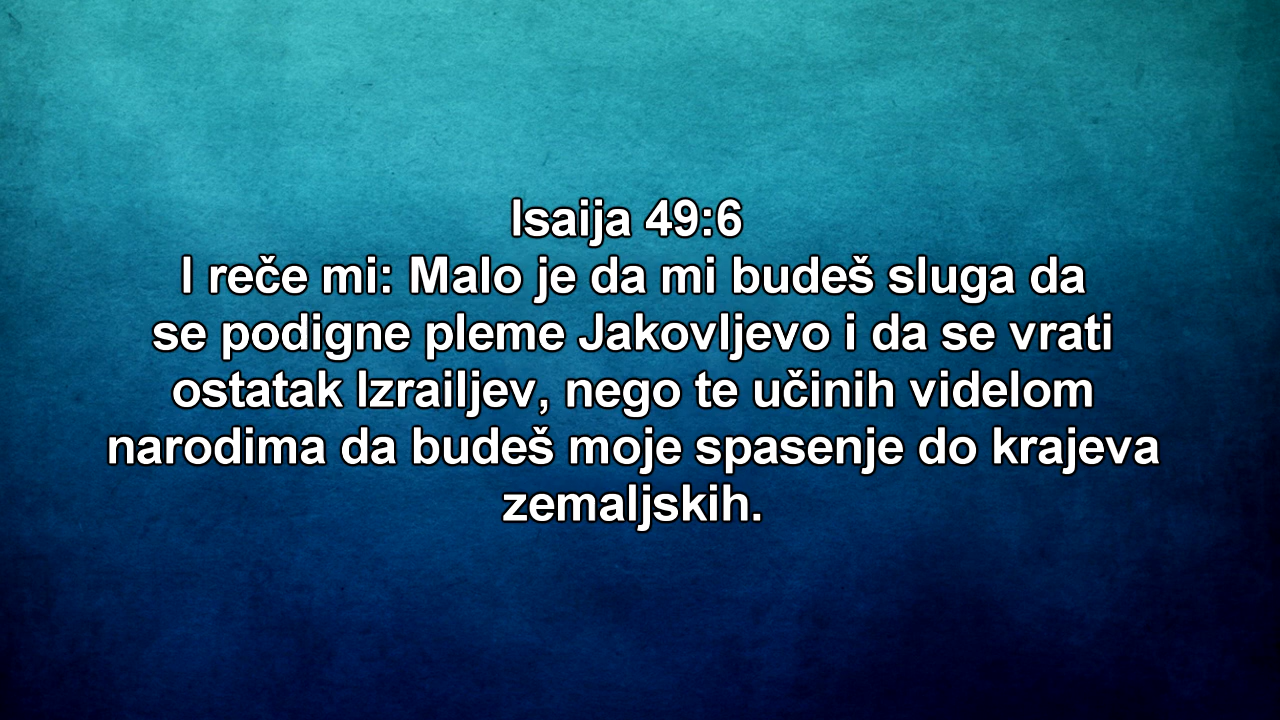 Isaija 49:6
I reče mi: Malo je da mi budeš sluga da
se podigne pleme Jakovljevo i da se vrati
ostatak Izrailjev, nego te učinih videlom
narodima da budeš moje spasenje do krajeva
zemaljskih.